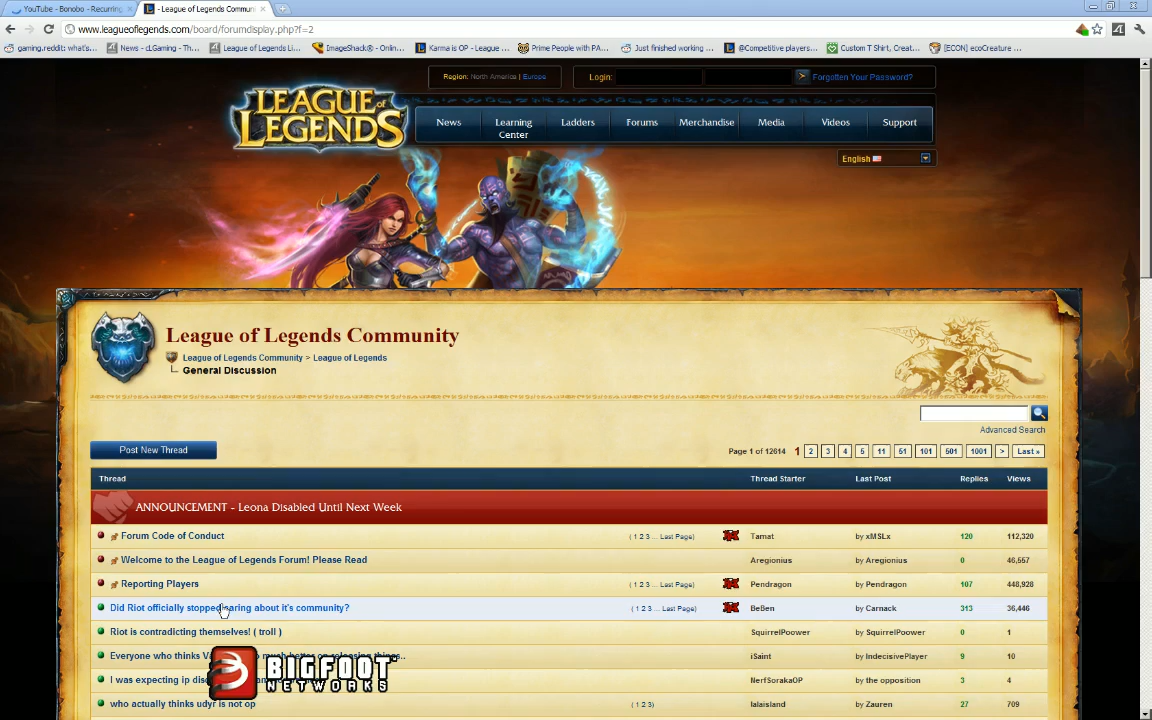 YouTube - Bonobo - Recurring
- League of Legends Communi
www.leagueoflegends.com/board/forumdisplay.php?f=2
gaming.reddit: what's...
News - cLGaming - Th...
League of Legends Li...
ImageShack® - Onlin...
Karma is OP - League ...
Prime People with PA...
Just finished working ...
@Competitive players...
Custom T Shirt, Creat...
[ECON] ecoCreature ...
Region: North America | Europe
Login:
Forgotten Your Password?
LEAGUE of LEGENDS
News
Learning Center
Ladders
Forums
Merchandise
Media
Videos
Support
English
League of Legends Community
League of Legends Community > League of Legends
General Discussion
Advanced Search
Post New Thread
Page 1 of 12614 1 2 3 4 5 11 51 101 501 1001 > Last »
Thread Thread Starter Last Post Replies Views
ANNOUNCEMENT - Leona Disabled Until Next Week
Forum Code of Conduct ( 1 2 3 ... Last Page) Tamat by xMSLx 120 112,320
Welcome to the League of Legends Forum! Please Read Aregionius by Aregionius 0 46,557
Reporting Players ( 1 2 3 ... Last Page) Pendragon by Pendragon 107 448,928
Did Riot officially stopped caring about it's community? ( 1 2 3 ... Last Page) BeBen by Carnack 313 36,446
Riot is contradicting themselves! ( troll ) SquirrelPoower by SquirrelPoower 0 1
Everyone who thinks much better on releasing things.. iSaint by IndecisivePlayer 9 10
I was expecting ip NerfSorakaOP by the opposition 3 4
who actually thinks udyr is not op ( 1 2 3) lalaisland by Zauren 27 709
BIGFOOT
NETWORKS